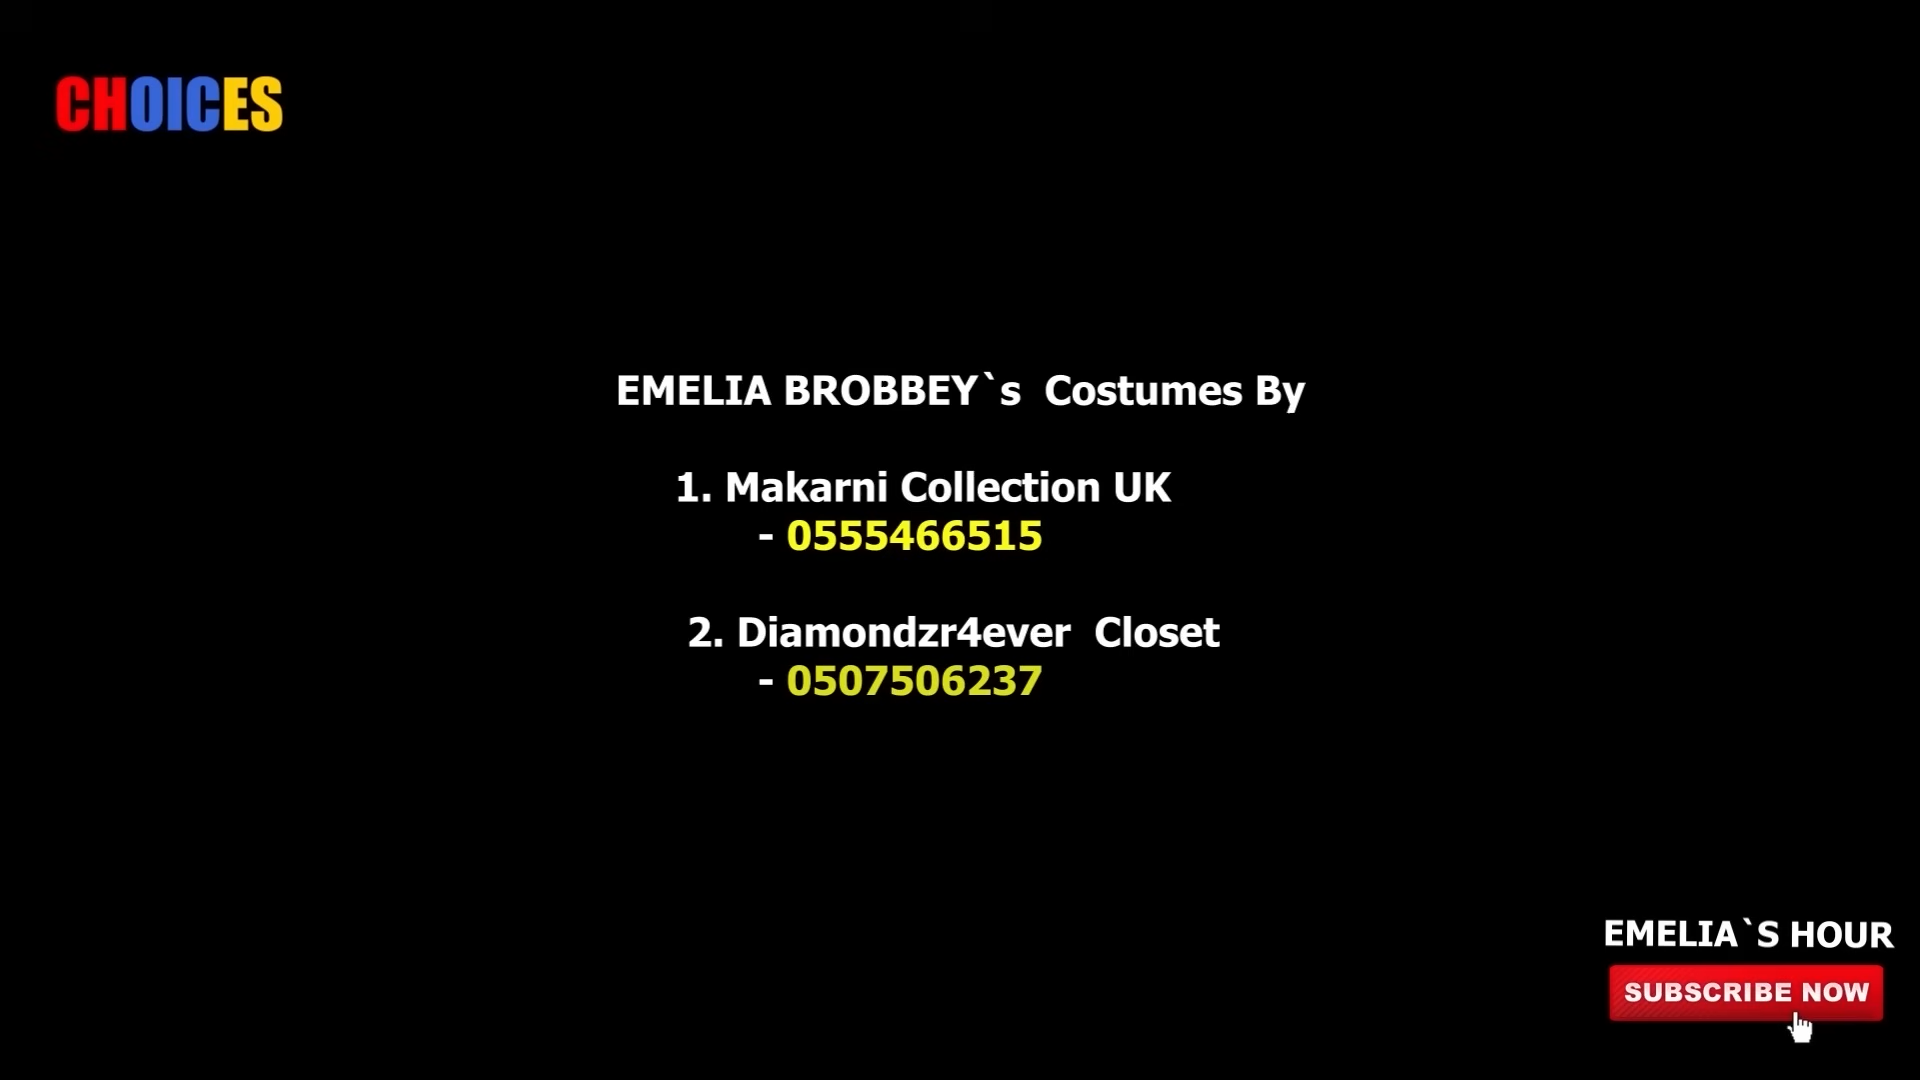 CHOICES
EMELIA BROBBEY`s  Costumes By
1. Makarni Collection UK
- 0555466515
2. Diamondzr4ever  Closet
- 0507506237
EMELIA`S HOUR
SUBSCRIBE NOW